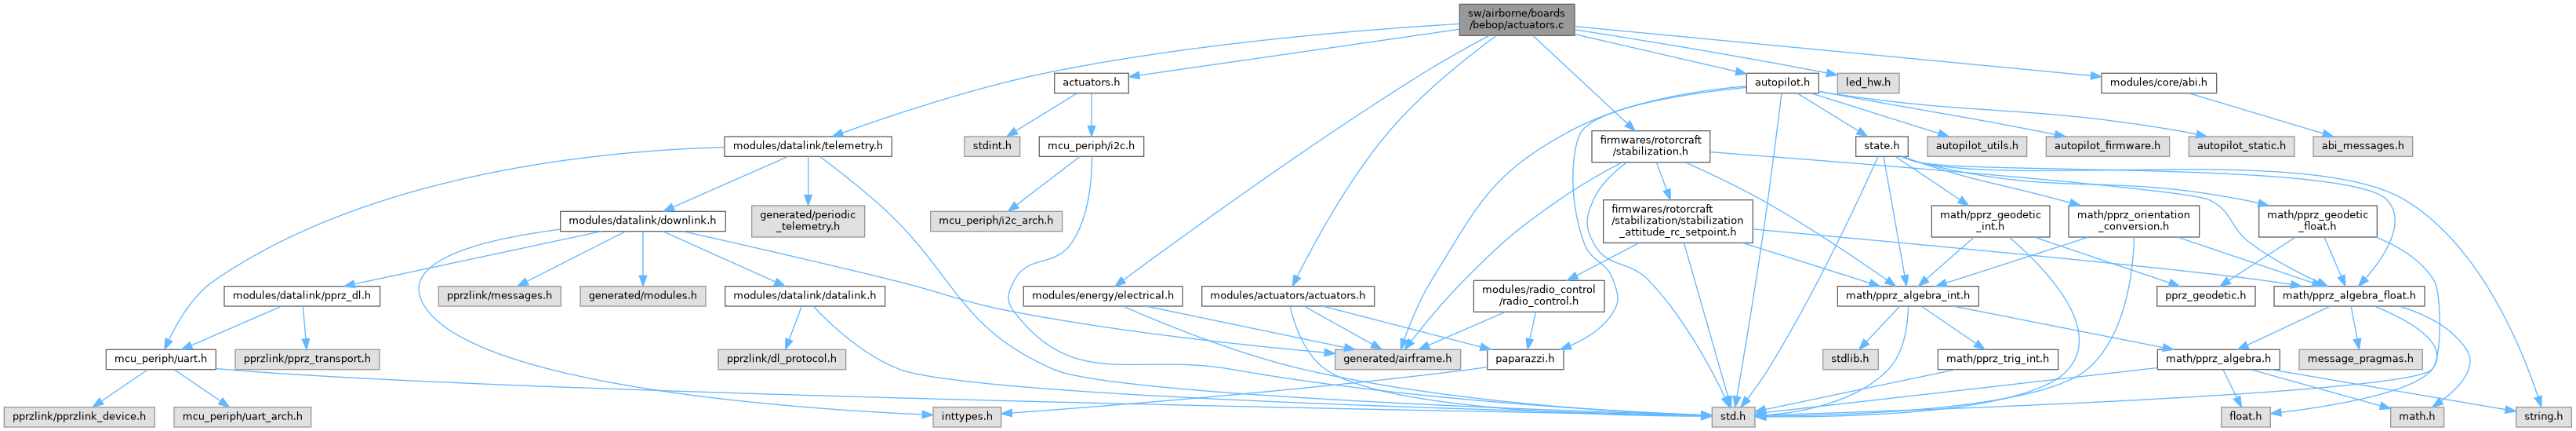 sw/airborne/boards
/bebop/actuators.c
actuators.h
autopilot.h
led_hw.h
modules/core/abi.h
modules/datalink/telemetry.h
stdint.h
mcu_periph/i2c.h
firmwares/rotorcraft
/stabilization.h
state.h
autopilot_utils.h
autopilot_firmware.h
autopilot_static.h
abi_messages.h
modules/datalink/downlink.h
generated/periodic
_telemetry.h
mcu_periph/i2c_arch.h
firmwares/rotorcraft
/stabilization/stabilization
_attitude_rc_setpoint.h
math/pprz_geodetic
_int.h
math/pprz_orientation
_conversion.h
math/pprz_geodetic
_float.h
modules/datalink/pprz_dl.h
pprzlink/messages.h
generated/modules.h
modules/datalink/datalink.h
modules/energy/electrical.h
modules/actuators/actuators.h
modules/radio_control
/radio_control.h
math/pprz_algebra_int.h
pprz_geodetic.h
math/pprz_algebra_float.h
mcu_periph/uart.h
pprzlink/pprz_transport.h
pprzlink/dl_protocol.h
generated/airframe.h
paparazzi.h
stdlib.h
math/pprz_trig_int.h
math/pprz_algebra.h
message_pragmas.h
pprzlink/pprzlink_device.h
mcu_periph/uart_arch.h
inttypes.h
std.h
float.h
math.h
string.h